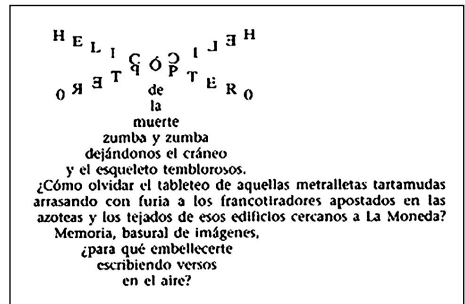 HELICÓPTERO
HELICÓPTERO
de
la
muerte
zumba y zumba
dejándonos el cráneo
y el esqueleto temblorosos.
¿Cómo olvidar el tableteo de aquellas metralletas tartamudas
arrasando con furia a los francotiradores apostados en las
azoteas y los tejados de esos edificios cercanos a La Moneda?
Memoria, basural de imágenes,
¿para qué embellecerte
escribiendo versos
en el aire?